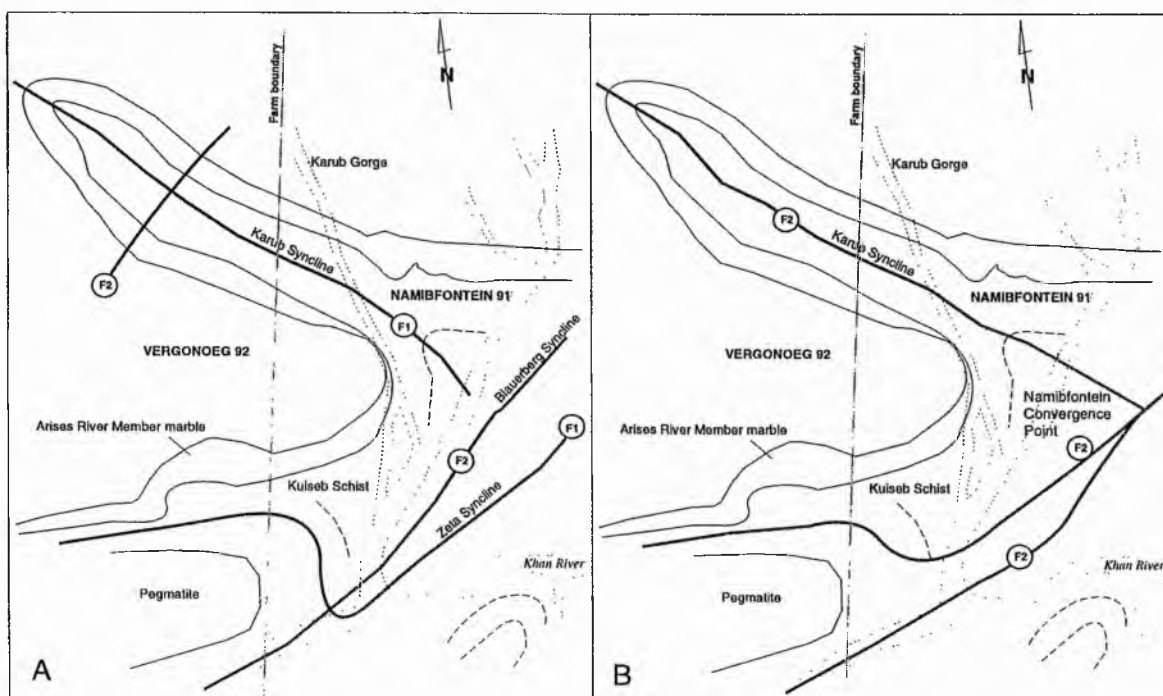 N
Farm boundary
Karub Gorge
Karub Syncline
F2
NAMIBFONTEIN 91
F1
VERGONOEG 92
Blauerberg Syncline
F1
Arises River Member marble
F2
Kuiseb Schist
Zeta Syncline
Khan River
Pegmatite
A
N
Farm boundary
Karub Gorge
F2
Karub Syncline
NAMIBFONTEIN 91
VERGONOEG 92
Namibfontein
Convergence
Point
Arises River Member marble
F2
Kuiseb Schist
F2
Khan River
Pegmatite
B